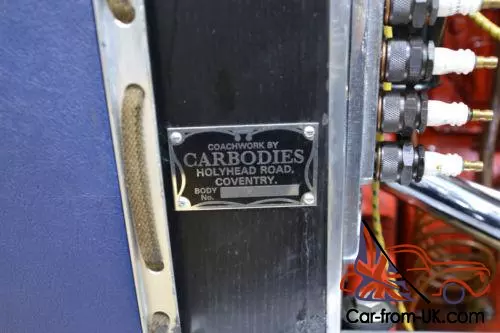 COACHWORK BY
CARBODIES
HOLYHEAD ROAD,
COVENTRY.
BODY
No.
Car-from-UK.com